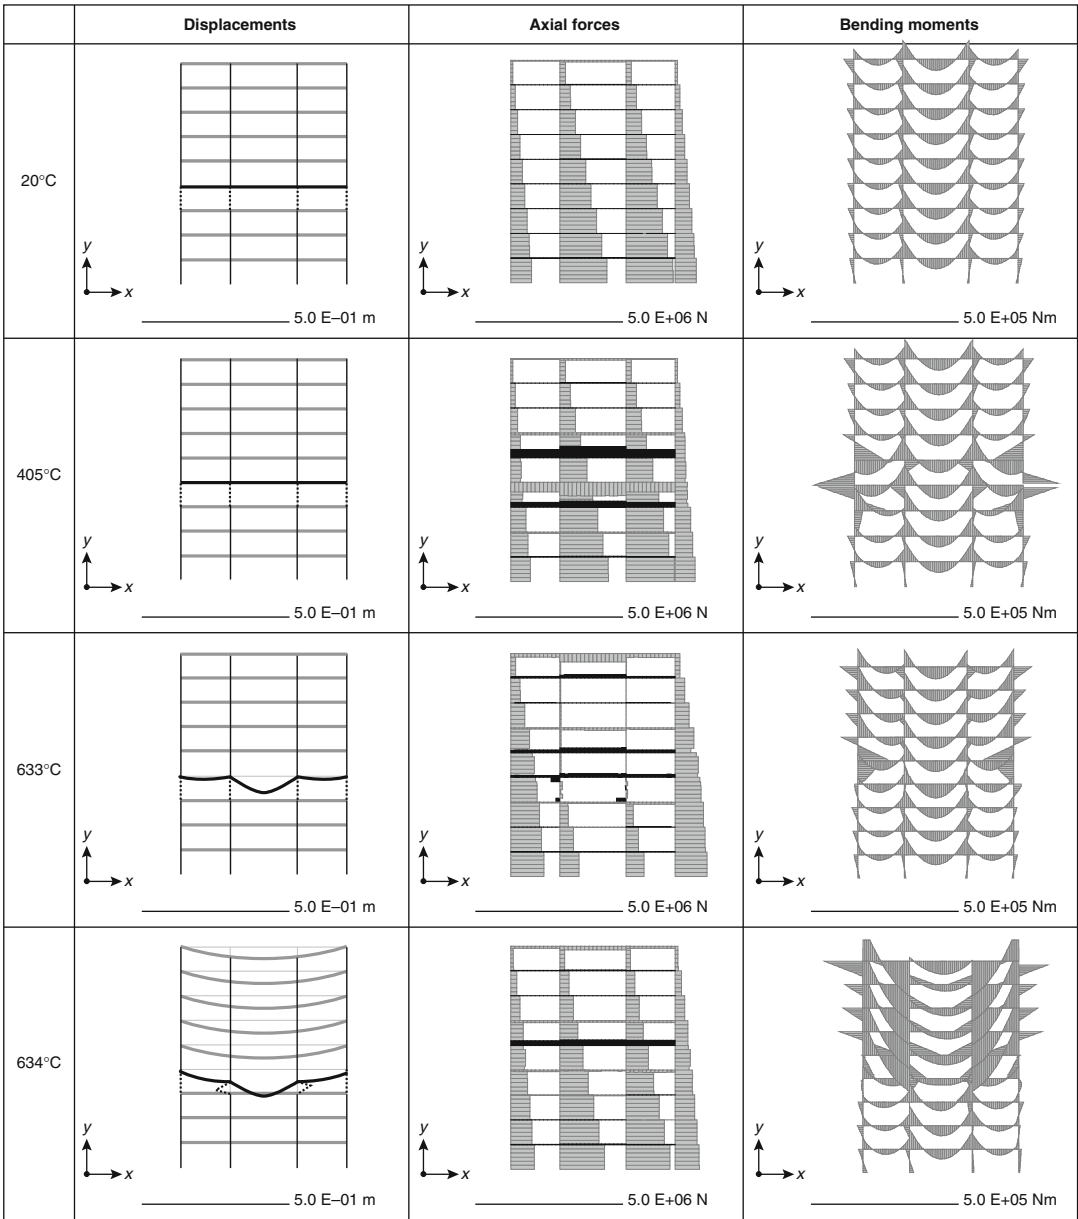 Displacements Axial forces Bending moments
20°C
y x 5.0 E–01 m
y x 5.0 E+06 N
y x 5.0 E+05 Nm
405°C
y x 5.0 E–01 m
y x 5.0 E+06 N
y x 5.0 E+05 Nm
633°C
y x 5.0 E–01 m
y x 5.0 E+06 N
y x 5.0 E+05 Nm
634°C
y x 5.0 E–01 m
y x 5.0 E+06 N
y x 5.0 E+05 Nm